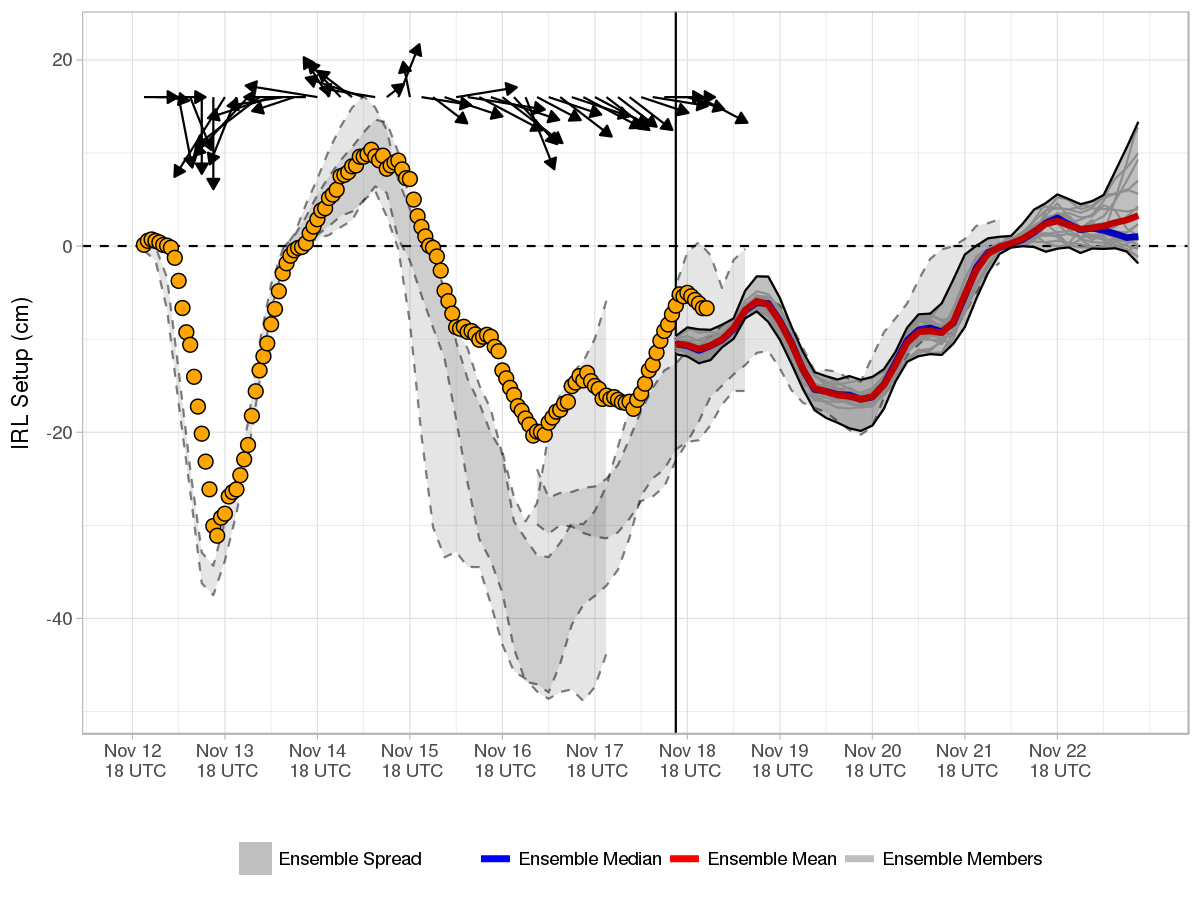 IRL Setup (cm)
20
0
-20
-40
Nov 12 Nov 13 Nov 14 Nov 15 Nov 16 Nov 17 Nov 18 Nov 19 Nov 20 Nov 21 Nov 22
18 UTC 18 UTC 18 UTC 18 UTC 18 UTC 18 UTC 18 UTC 18 UTC 18 UTC 18 UTC 18 UTC
Ensemble Spread Ensemble Median Ensemble Mean Ensemble Members